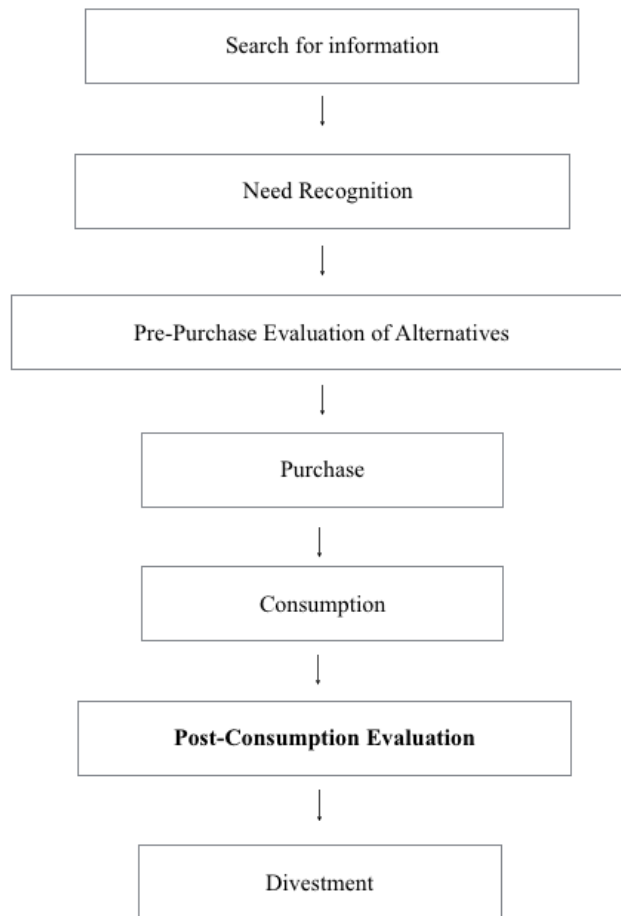 Search for information
Need Recognition
Pre-Purchase Evaluation of Alternatives
Purchase
Consumption
Post-Consumption Evaluation
Divestment